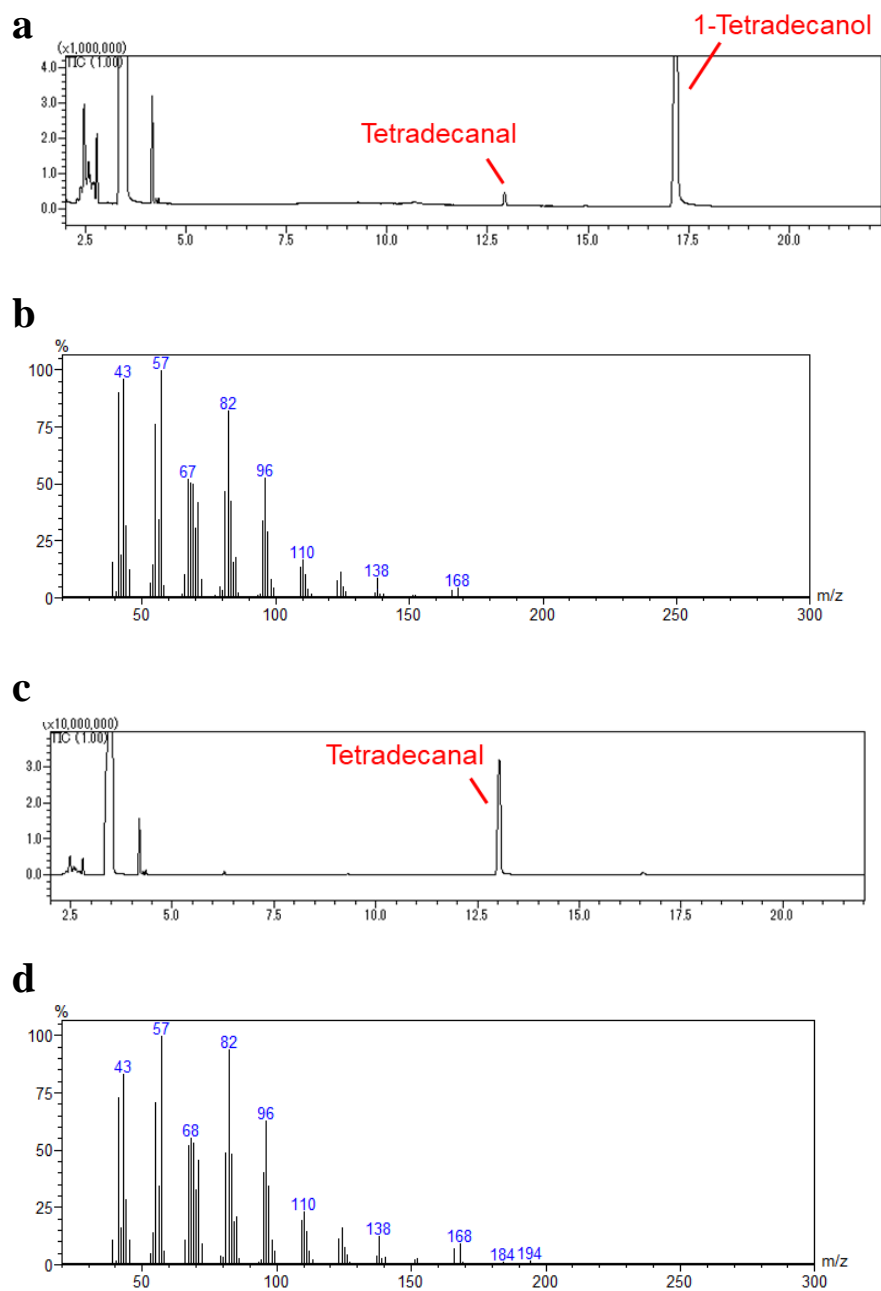 a
1-Tetradecanol
(x1,000,000)
TIC (1.00)
4.0
3.0
2.0
1.0
0.0
Tetradecanal
2.5 5.0 7.5 10.0 12.5 15.0 17.5 20.0
b
%
100
75
50
25
0
43 57 82 67 96 110 138 168
50 100 150 200 250 300 m/z
c
(x10,000,000)
TIC (1.00)
3.0
2.0
1.0
0.0
Tetradecanal
2.5 5.0 7.5 10.0 12.5 15.0 17.5 20.0
d
%
100
75
50
25
0
43 57 82 68 96 110 138 168 184 194
50 100 150 200 250 300 m/z